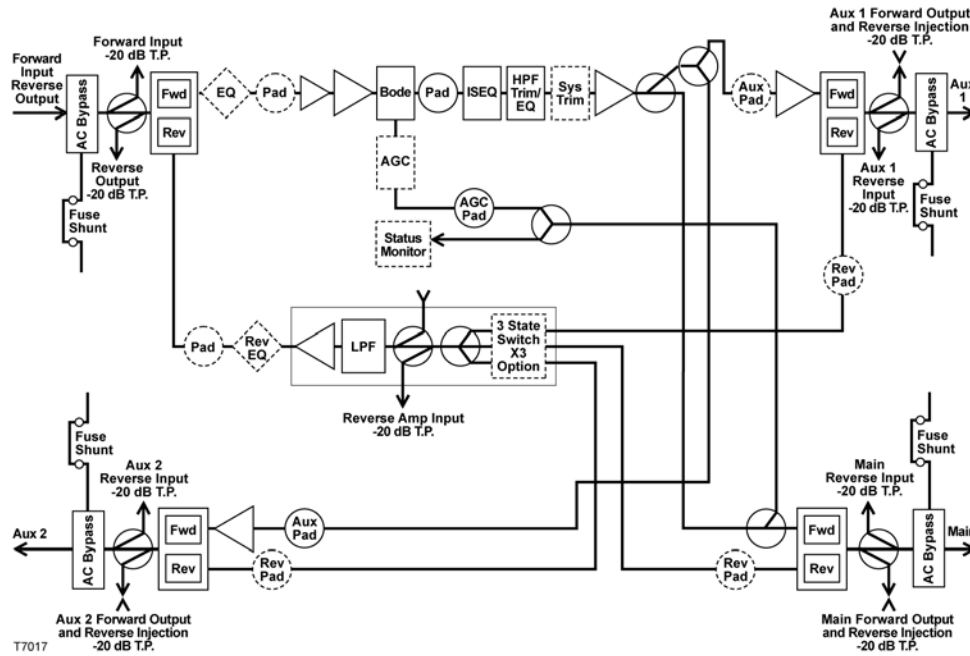 Forward
Input
Reverse
Output
AC Bypass
Fuse
Shunt
Forward Input
-20 dB T.P.
Reverse
Output
-20 dB T.P.
Fwd
Rev
EQ
Pad
Bode
Pad
ISEQ
HPF
Trim/
EQ
Sys
Trim
AGC
AGC
Pad
Status
Monitor
Aux
Pad
Fwd
Rev
Aux 1 Forward Output
and Reverse Injection
-20 dB T.P.
Aux
1
AC Bypass
Aux 1
Reverse
Input
-20 dB T.P.
Fuse
Shunt
Rev
Pad
Pad
Rev
EQ
LPF
3 State
Switch
X3
Option
Reverse Amp Input
-20 dB T.P.
Fuse
Shunt
Aux 2
Reverse Input
-20 dB T.P.
Aux 2
AC Bypass
Fwd
Rev
Aux
Pad
Rev
Pad
Aux 2 Forward Output
and Reverse Injection
-20 dB T.P.
Rev
Pad
Fwd
Rev
Main
Reverse Input
-20 dB T.P.
Fuse
Shunt
AC Bypass
Main
Main Forward Output
and Reverse Injection
-20 dB T.P.
T7017